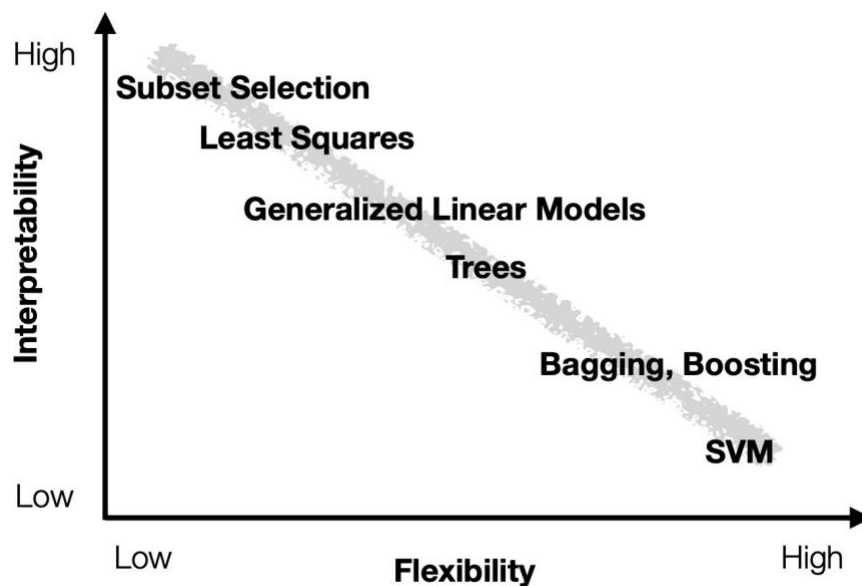 High
Subset Selection
Least Squares
Interpretability
Generalized Linear Models
Trees
Bagging, Boosting
SVM
Low
Low
High
Flexibility